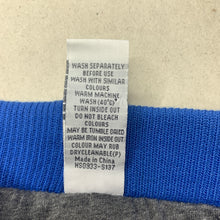 WASH SEPARATELY
BEFORE USE
WASH WITH SIMILAR
COLOURS
WARM MACHINE
WASH (40°C)
TURN INSIDE OUT
DO NOT BLEACH
COLOURS
MAY BE TUMBLE DRIED
WARM IRON INSIDE OUT
COLOUR MAY RUB
DRYCLEANABLE(P)
Made in China
HS0933-S137